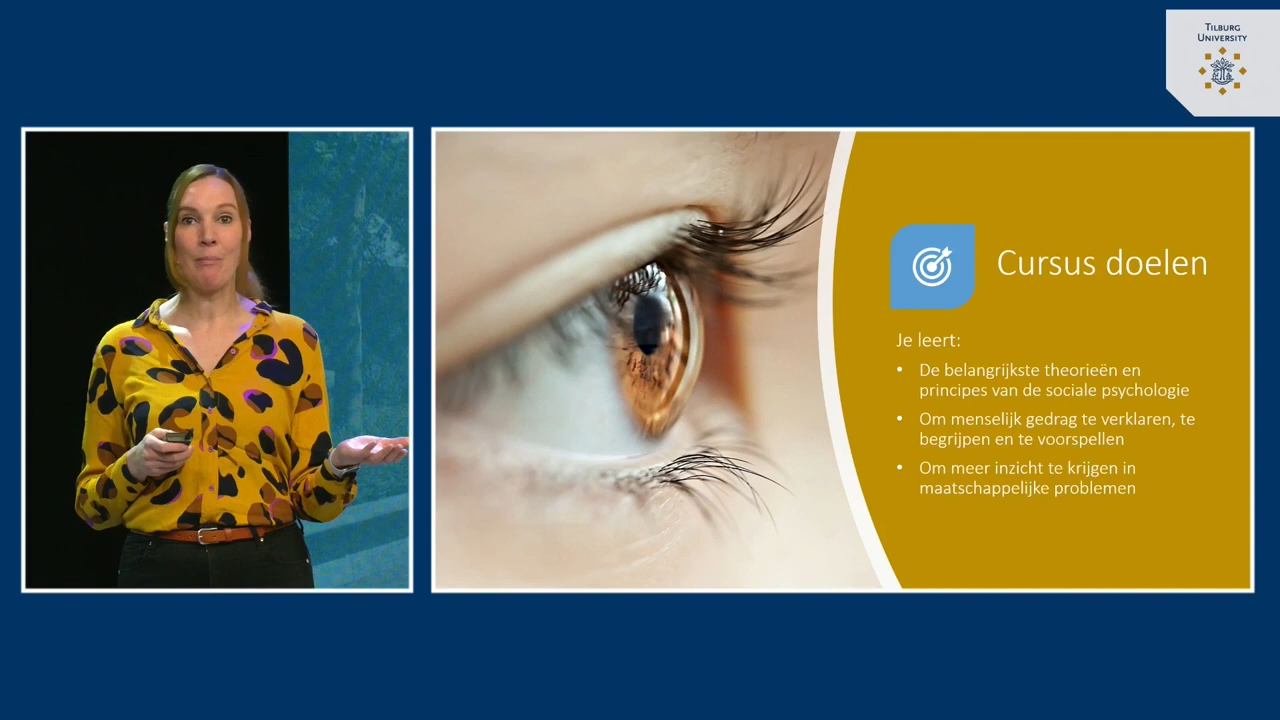 TILBURG
UNIVERSITY
Cursus doelen
Je leert:
• De belangrijkste theorieën en
principes van de sociale psychologie
• Om menselijk gedrag te verklaren, te
begrijpen en te voorspellen
• Om meer inzicht te krijgen in
maatschappelijke problemen